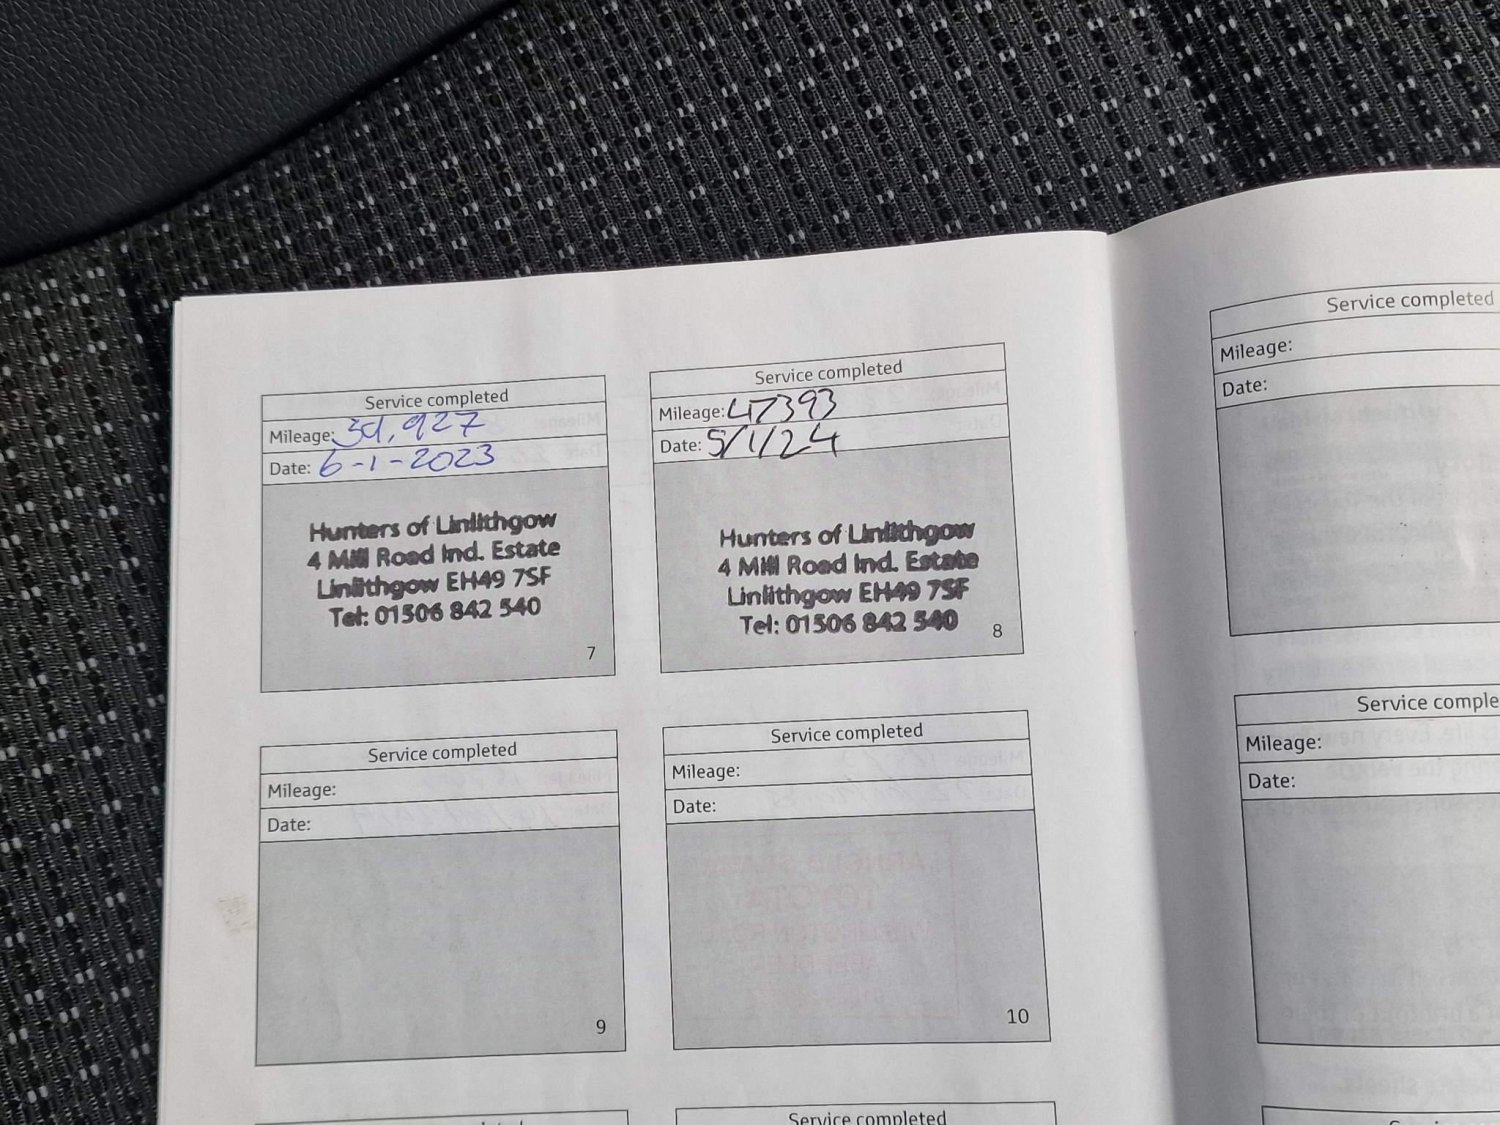 Service completed
Mileage: 39,927
Date: 6-1-2023
Hunters of Linlithgow
4 Mill Road Ind. Estate
Linlithgow EH49 7SF
Tel: 01506 842 540
7
Service completed
Mileage: 47393
Date: 5/1/24
Hunters of Linlithgow
4 Mill Road Ind. Estate
Linlithgow EH49 7SF
Tel: 01506 842 540
8
Service completed
Mileage:
Date:
9
Service completed
Mileage:
Date:
10
Service completed
Service completed
Mileage:
Date:
Service comple
Mileage:
Date: